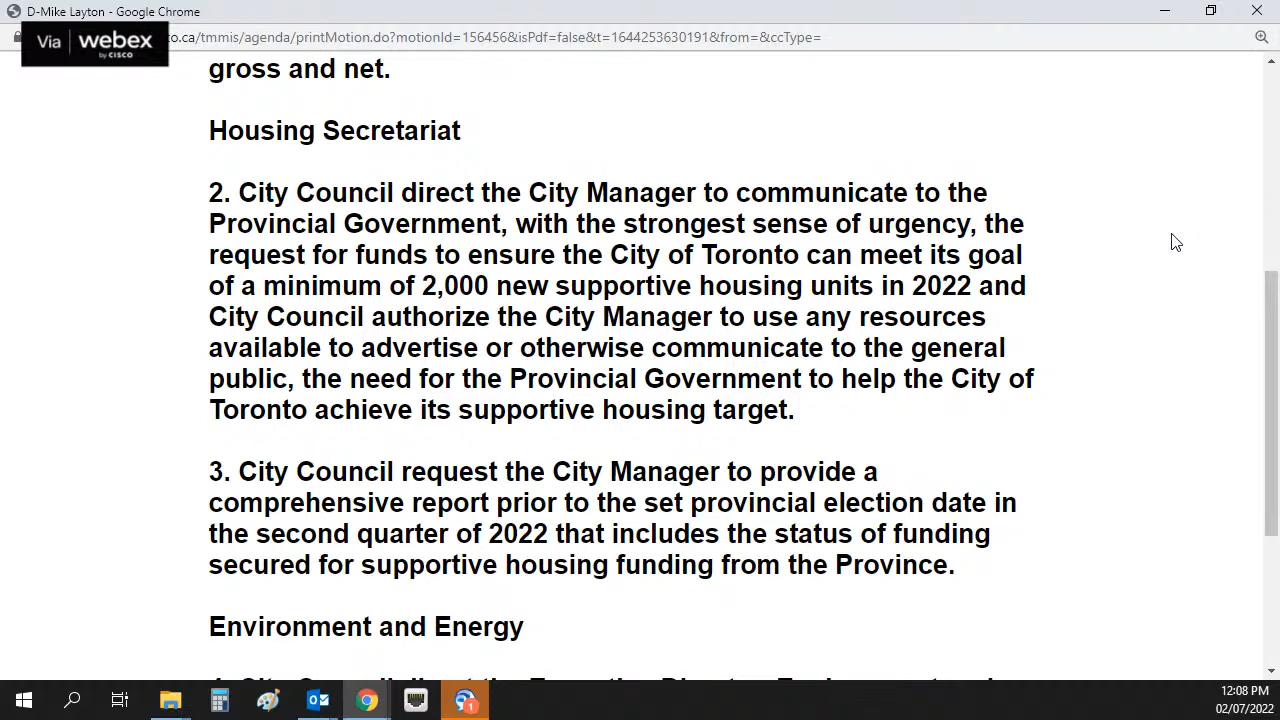 D-Mike Layton - Google Chrome
Via webex
by CISCO
co.ca/tmmis/agenda/printMotion.do?motionId=156456&isPdf=false&t=1644253630191&from=&ccType=
gross and net.
Housing Secretariat
2. City Council direct the City Manager to communicate to the
Provincial Government, with the strongest sense of urgency, the
request for funds to ensure the City of Toronto can meet its goal
of a minimum of 2,000 new supportive housing units in 2022 and
City Council authorize the City Manager to use any resources
available to advertise or otherwise communicate to the general
public, the need for the Provincial Government to help the City of
Toronto achieve its supportive housing target.
3. City Council request the City Manager to provide a
comprehensive report prior to the set provincial election date in
the second quarter of 2022 that includes the status of funding
secured for supportive housing funding from the Province.
Environment and Energy
1
12:08 PM
02/07/2022